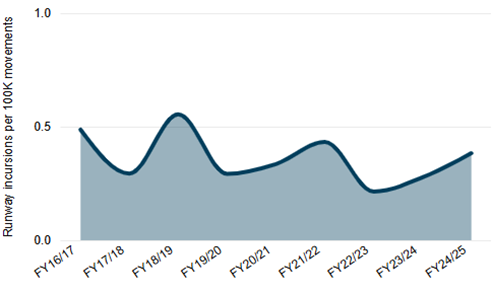 Runway incursions per 100K movements
1.0
0.5
0.0
FY16/17
FY17/18
FY18/19
FY19/20
FY20/21
FY21/22
FY22/23
FY23/24
FY24/25